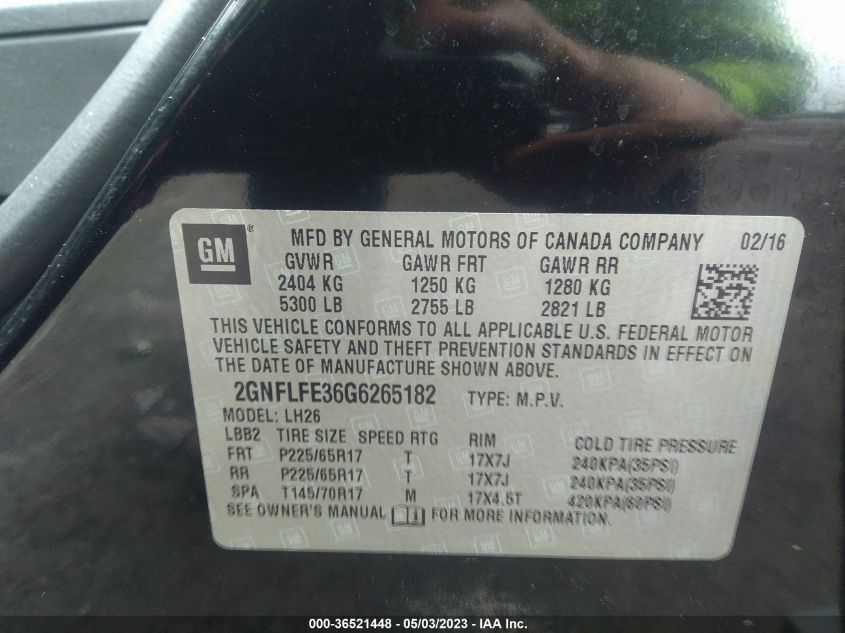 GM ® MFD BY GENERAL MOTORS OF CANADA COMPANY 02/16
GVWR GAWR FRT GAWR RR
2404 KG 1250 KG 1280 KG
5300 LB 2755 LB 2821 LB
THIS VEHICLE CONFORMS TO ALL APPLICABLE U.S. FEDERAL MOTOR
VEHICLE SAFETY AND THEFT PREVENTION STANDARDS IN EFFECT ON
THE DATE OF MANUFACTURE SHOWN ABOVE.
2GNFLFE36G6265182 TYPE: M.P.V.
MODEL: LH26
LBB2 TIRE SIZE SPEED RTG RIM COLD TIRE PRESSURE
FRT P225/65R17 T 17X7J 240KPA(35PSI)
RR P225/65R17 T 17X7J 240KPA(35PSI)
SPA T145/70R17 M 17X4.5T 420KPA(60PSI)
SEE OWNER'S MANUAL FOR MORE INFORMATION.
000-36521448 - 05/03/2023 - IAA Inc.